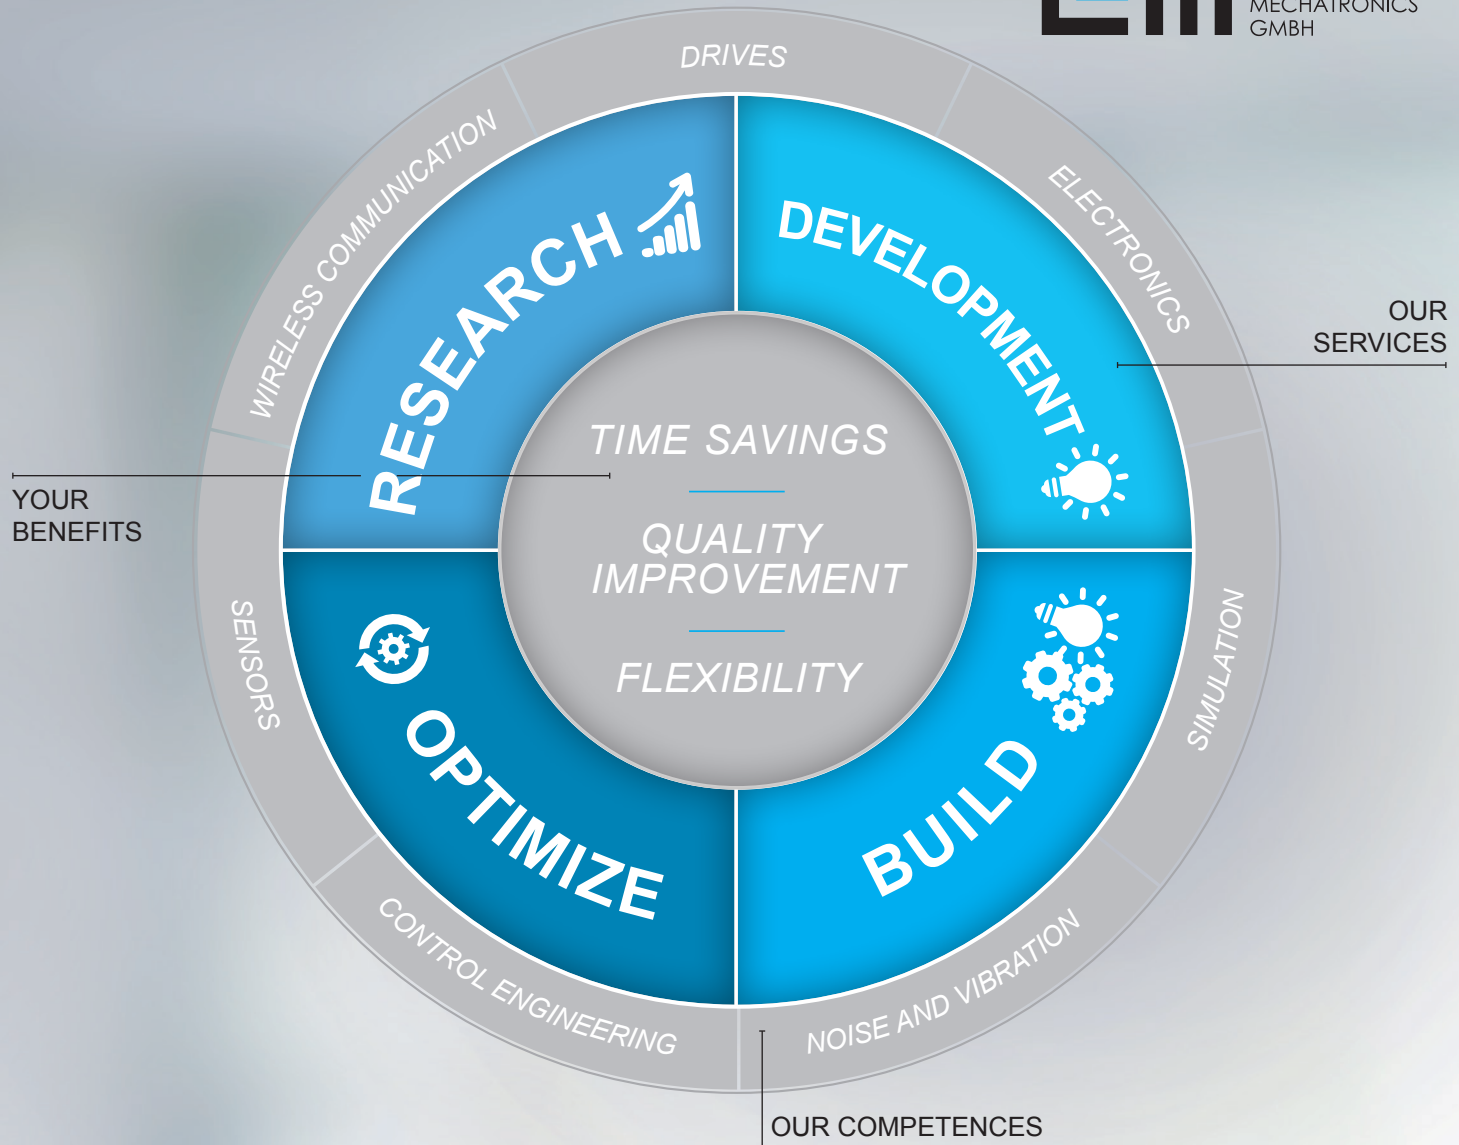 MECHATRONICS
GMBH
DRIVES
WIRELESS COMMUNICATION
ELECTRONICS
RESEARCH
DEVELOPMENT
OUR
SERVICES
TIME SAVINGS
YOUR
BENEFITS
QUALITY
IMPROVEMENT
FLEXIBILITY
SENSORS
SIMULATION
OPTIMIZE
BUILD
CONTROL ENGINEERING
NOISE AND VIBRATION
OUR COMPETENCES